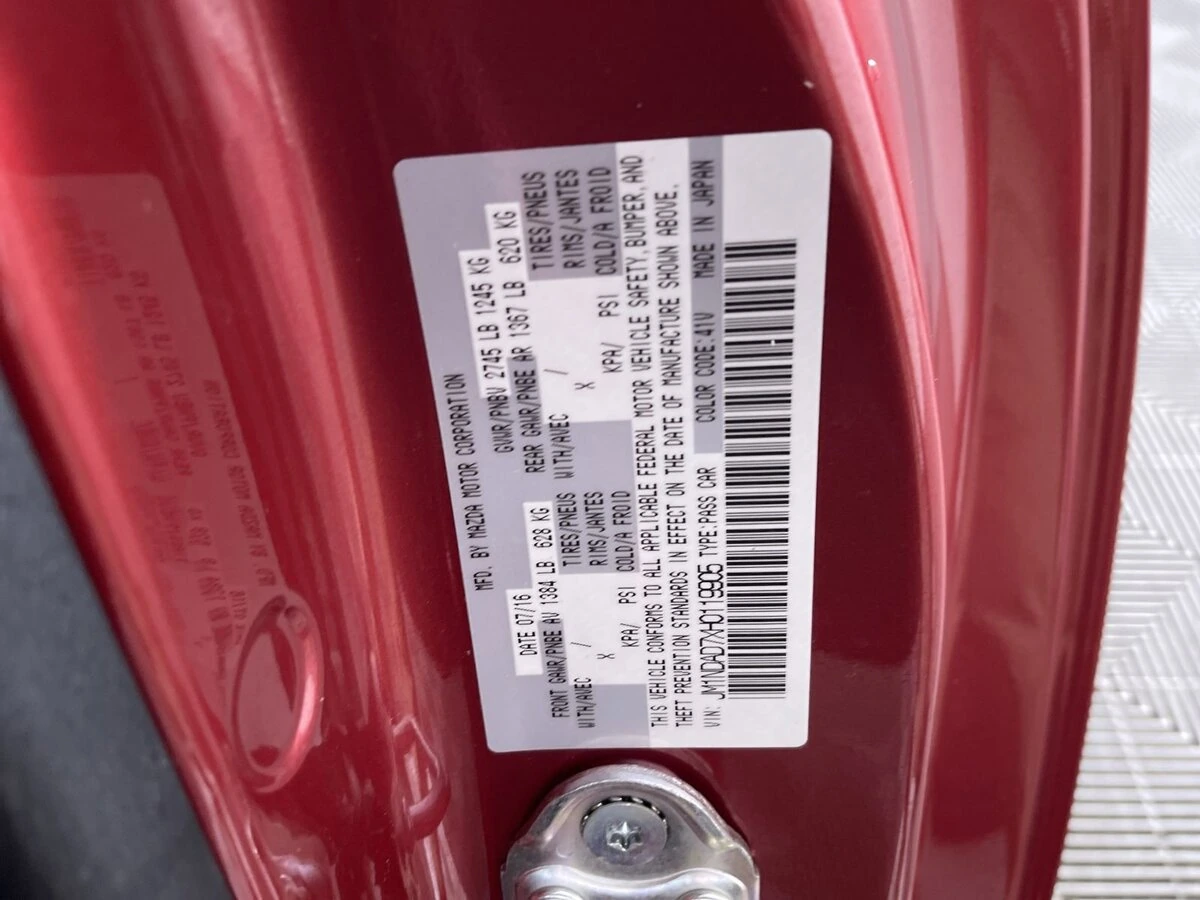 MFD. BY MAZDA MOTOR CORPORATION
DATE 07/16 GVWR/PNBV 2745 LB 1245 KG
FRONT GAWR/PNBE AV 1384 LB 628 KG REAR GAWR/PNBE AR 1367 LB 620 KG
WITH/AVEC / TIRES/PNEUS WITH/AVEC / TIRES/PNEUS
X RIMS/JANTES X RIMS/JANTES
KPA/ PSI COLD/A FROID KPA/ PSI COLD/A FROID
THIS VEHICLE CONFORMS TO ALL APPLICABLE FEDERAL MOTOR VEHICLE SAFETY, BUMPER, AND
THEFT PREVENTION STANDARDS IN EFFECT ON THE DATE OF MANUFACTURE SHOWN ABOVE.
VIN: JM1NDAD7XH0119905 TYPE:PASS CAR COLOR CODE:41V MADE IN JAPAN